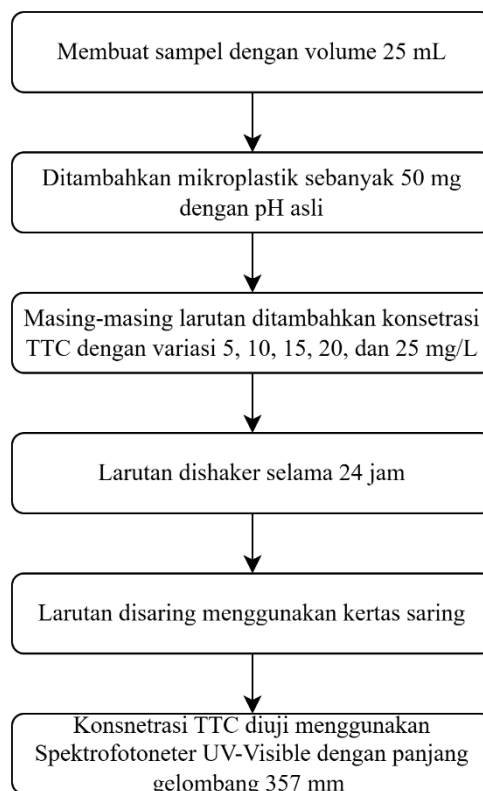 Membuat sampel dengan volume 25 mL
Ditambahkan mikroplastik sebanyak 50 mg
dengan pH asli
Masing-masing larutan ditambahkan konsetrasi
TTC dengan variasi 5, 10, 15, 20, dan 25 mg/L
Larutan dishaker selama 24 jam
Larutan disaring menggunakan kertas saring
Konsnetrasi TTC diuji menggunakan
Spektrofotoneter UV-Visible dengan panjang
gelombang 357 mm